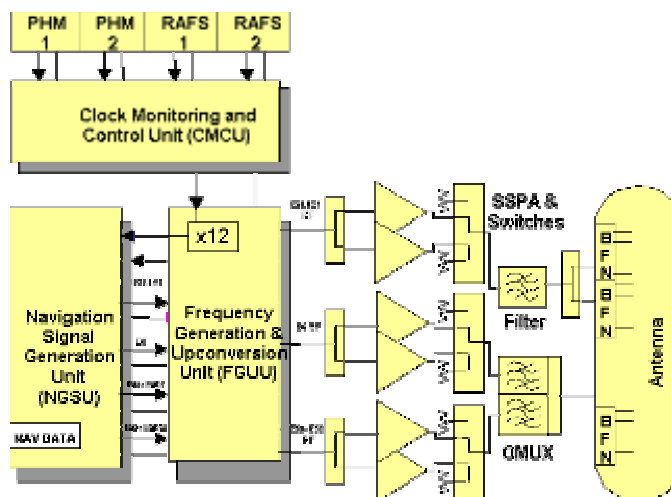 PHM PHM RAFS RAFS
1 2 1 2
Clock Monitoring and
Control Unit (CMCU)
x12
Navigation
Signal
Generation
Unit
(NGSU)
NAV DATA
Frequency
Generation &
Upconversion
Unit (FGUU)
SSPA &
Switches
Filter
OMUX
B
F
N
B
F
N
B
F
N
Antenna